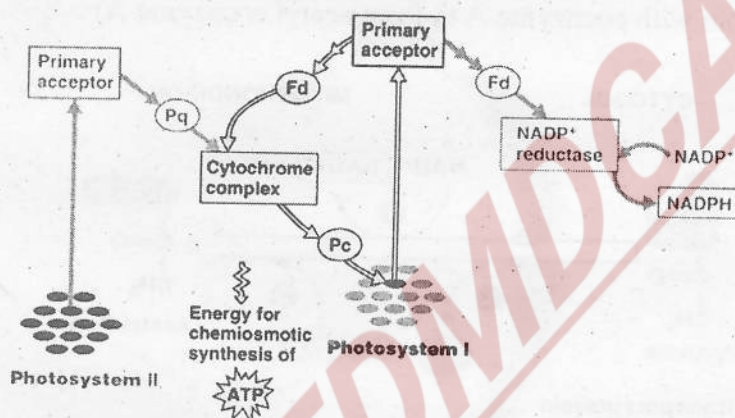 Primary
acceptor
Primary
acceptor
Fd
Fd
Pq
NADP⁺
reductase
NADP⁺
Cytochrome
complex
NADPH
Pc
Energy for
chemiosmotic
synthesis of
ATP
Photosystem I
Photosystem II